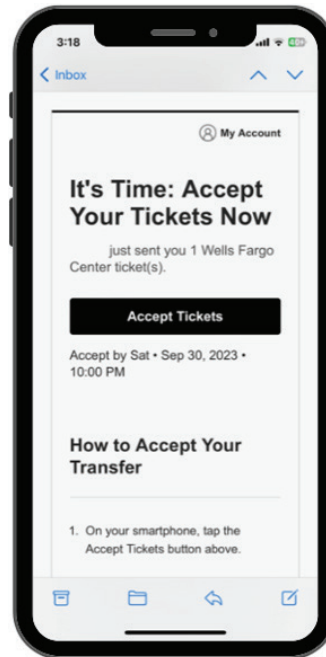 3:18
Inbox
My Account
It's Time: Accept
Your Tickets Now
just sent you 1 Wells Fargo
Center ticket(s).
Accept Tickets
Accept by Sat • Sep 30, 2023 •
10:00 PM
How to Accept Your
Transfer
1. On your smartphone, tap the
Accept Tickets button above.